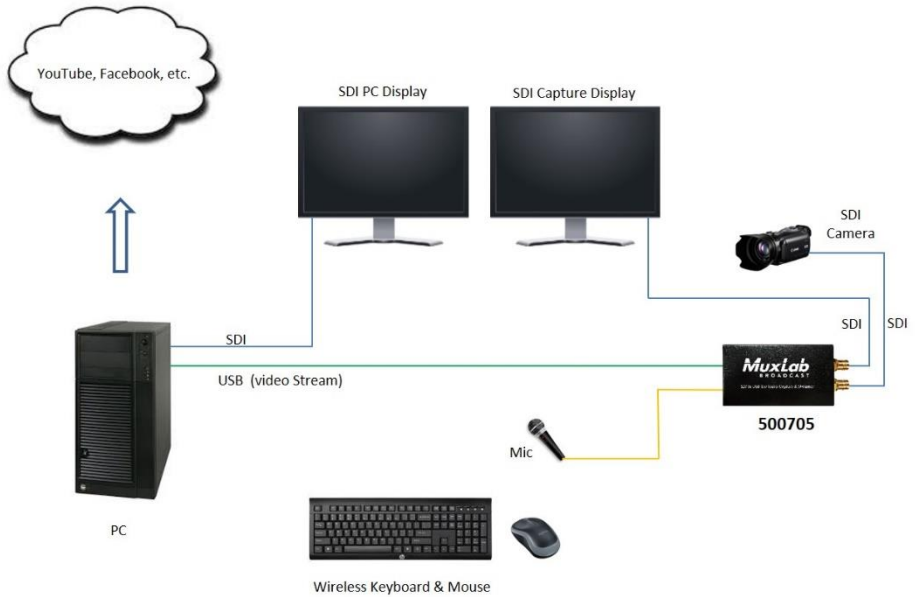 YouTube, Facebook, etc.
SDI PC Display
SDI Capture Display
SDI
Camera
SDI
SDI
SDI
USB (video Stream)
MuxLab
BROADCAST
500705
Mic
PC
Wireless Keyboard & Mouse